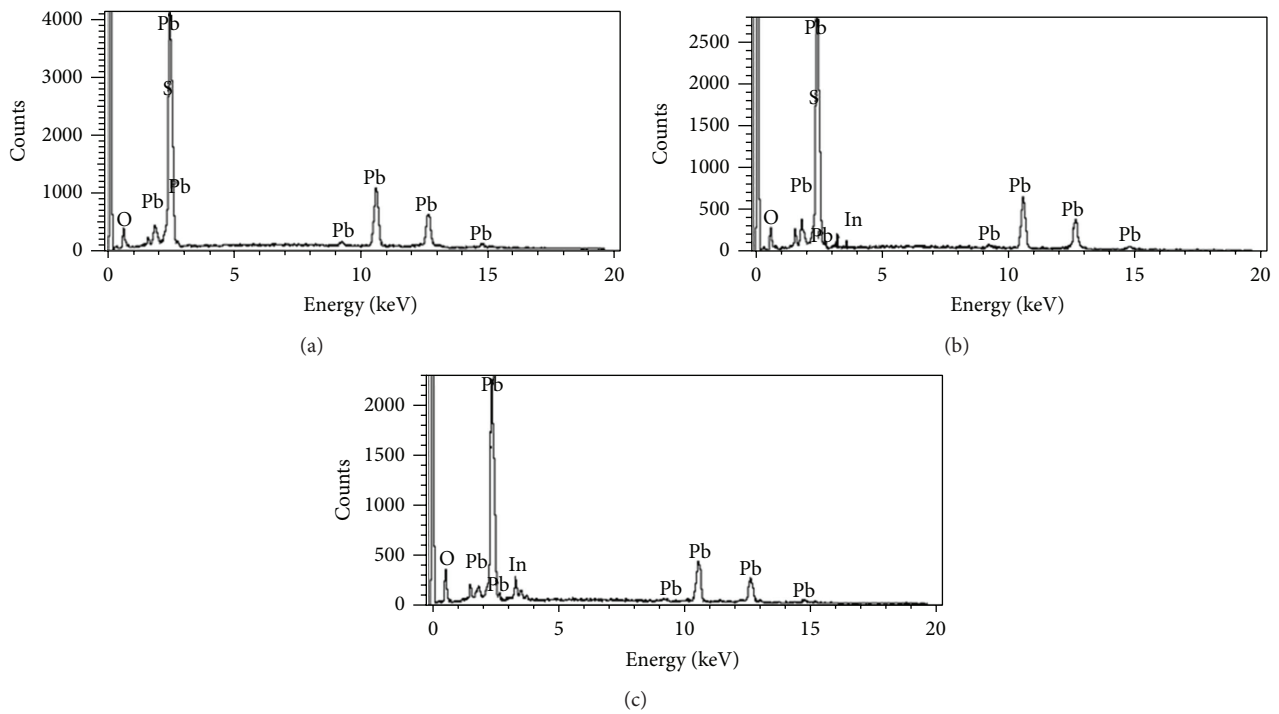 4000
3000
2000
1000
0
Counts
Pb
S
Pb
Pb
O
Pb
Pb
Pb
Pb
0 5 10 15 20
Energy (keV)
(a)
2500
2000
1500
1000
500
0
Counts
Pb
S
Pb
O
Pb
In
Pb
Pb
Pb
Pb
0 5 10 15 20
Energy (keV)
(b)
2000
1500
1000
500
0
Counts
Pb
O
Pb
Pb
In
Pb
Pb
Pb
Pb
0 5 10 15 20
Energy (keV)
(c)